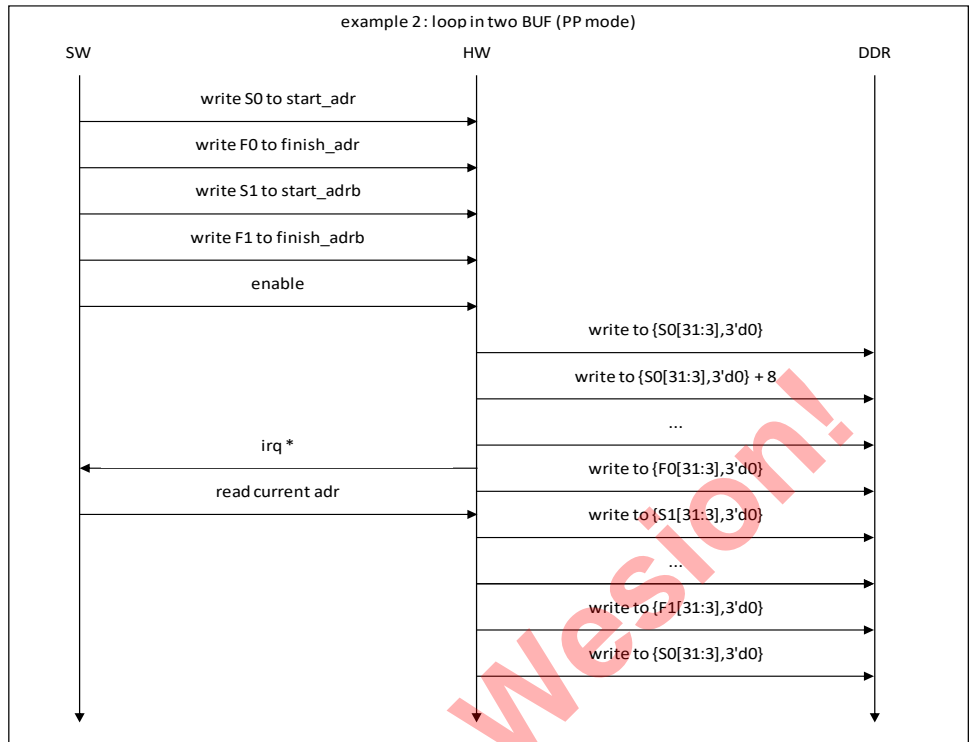 example 2: loop in two BUF (PP mode)
SW HW DDR
write S0 to start_adr
write F0 to finish_adr
write S1 to start_adrb
write F1 to finish_adrb
enable
write to {S0[31:3],3'd0}
write to {S0[31:3],3'd0} + 8
...
irq *
write to {F0[31:3],3'd0}
read current adr
write to {S1[31:3],3'd0}
...
write to {F1[31:3],3'd0}
write to {S0[31:3],3'd0}
Wesion!